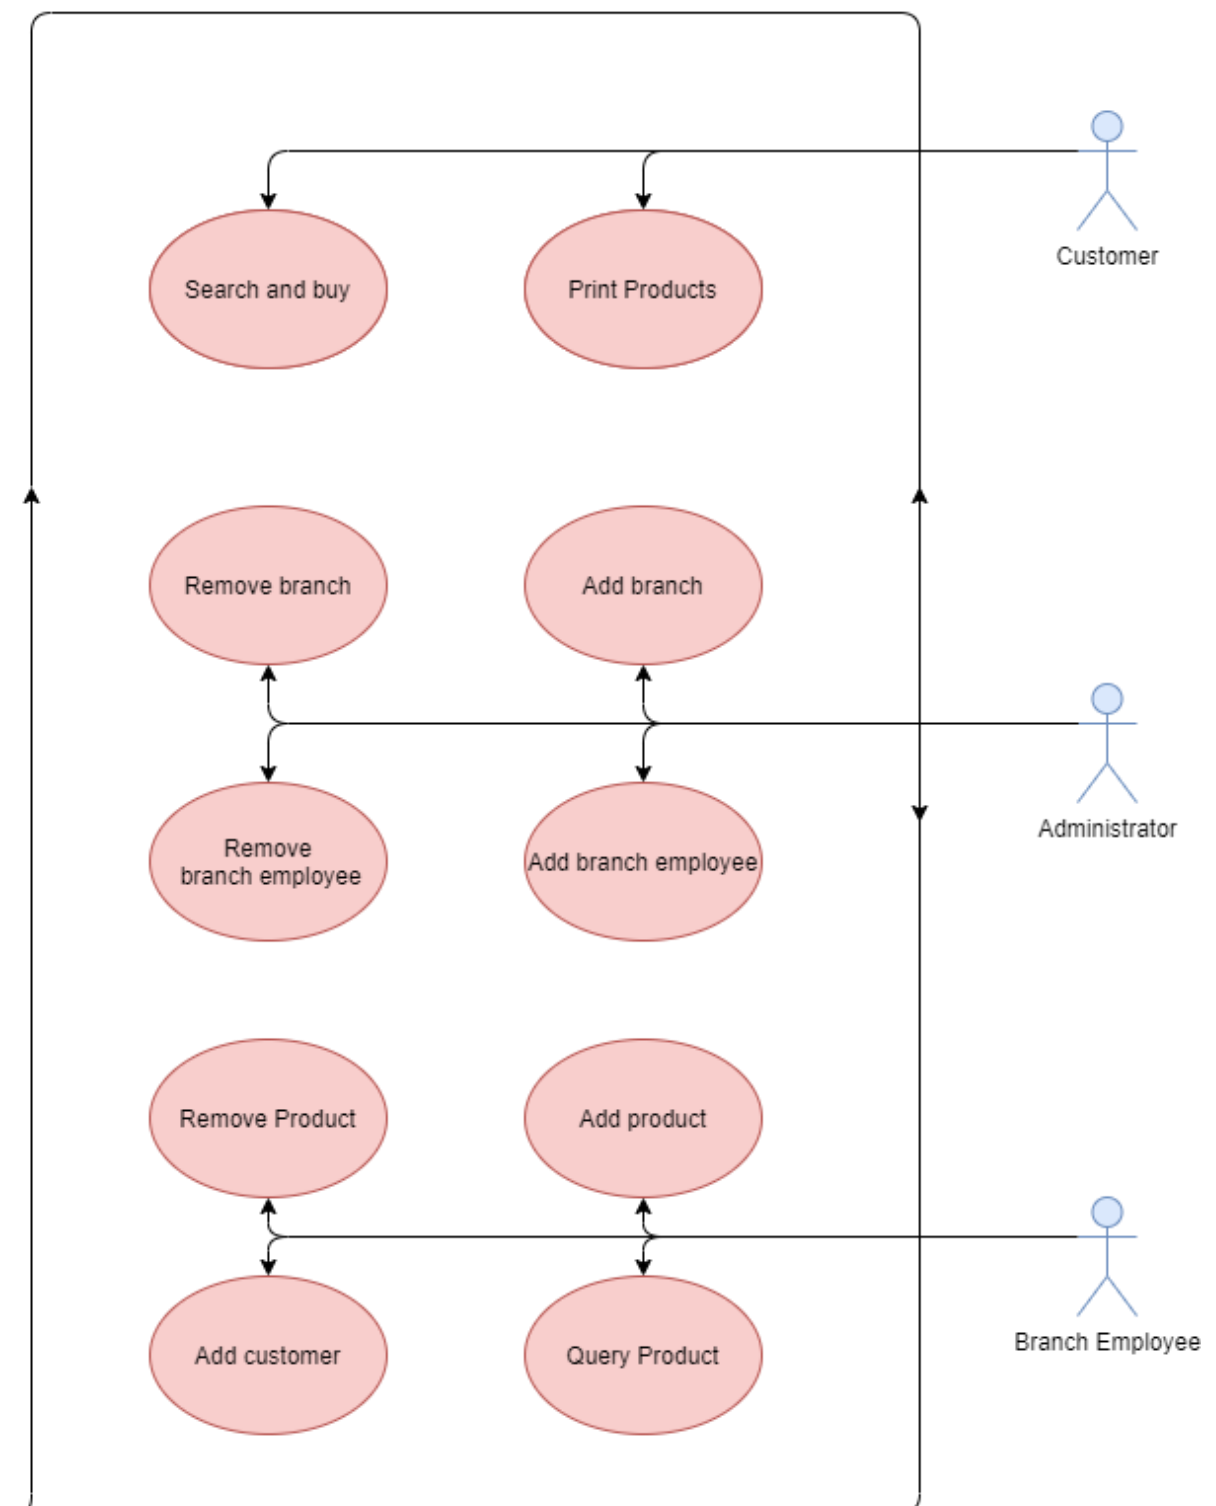 Customer
Search and buy
Print Products
Remove branch
Add branch
Administrator
Remove
branch employee
Add branch employee
Remove Product
Add product
Branch Employee
Add customer
Query Product